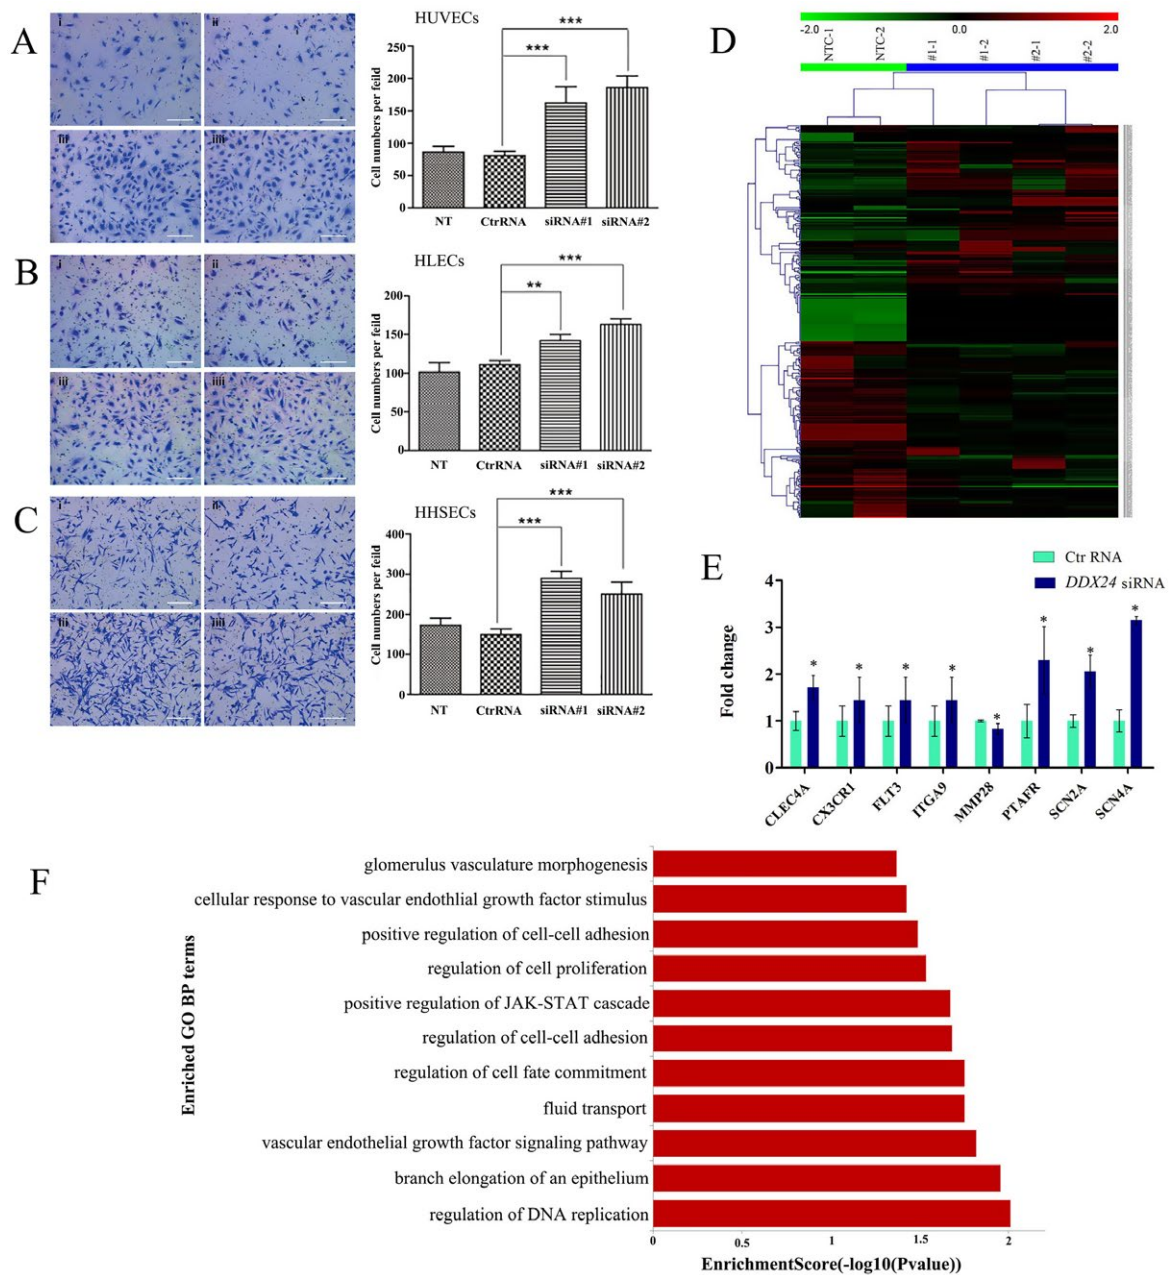 A
i
ii
iii
iiii
HUVECs
***
***
Cell numbers per feild
250
200
150
100
50
0
NT
CtrRNA
siRNA#1
siRNA#2
B
i
ii
iii
iiii
HLECs
***
**
Cell numbers per feild
200
150
100
50
0
NT
CtrRNA
siRNA#1
siRNA#2
C
i
ii
iii
iiii
HHSECs
***
***
Cell numbers per feild
400
300
200
100
0
NT
CtrRNA
siRNA#1
siRNA#2
D
-2.0
0.0
2.0
NTC-1
NTC-2
#1-1
#1-2
#2-1
#2-2
E
Ctr RNA
DDX24 siRNA
Fold change
4
3
2
1
0
*
*
*
*
*
*
*
*
CLEC4A
CX3CR1
FLT3
ITGA9
MMP28
PTAFR
SCN2A
SCN4A
F
Enriched GO BP terms
glomerulus vasculature morphogenesis
cellular response to vascular endothlial growth factor stimulus
positive regulation of cell-cell adhesion
regulation of cell proliferation
positive regulation of JAK-STAT cascade
regulation of cell-cell adhesion
regulation of cell fate commitment
fluid transport
vascular endothelial growth factor signaling pathway
branch elongation of an epithelium
regulation of DNA replication
0
0.5
1
1.5
2
EnrichmentScore(-log10(Pvalue))